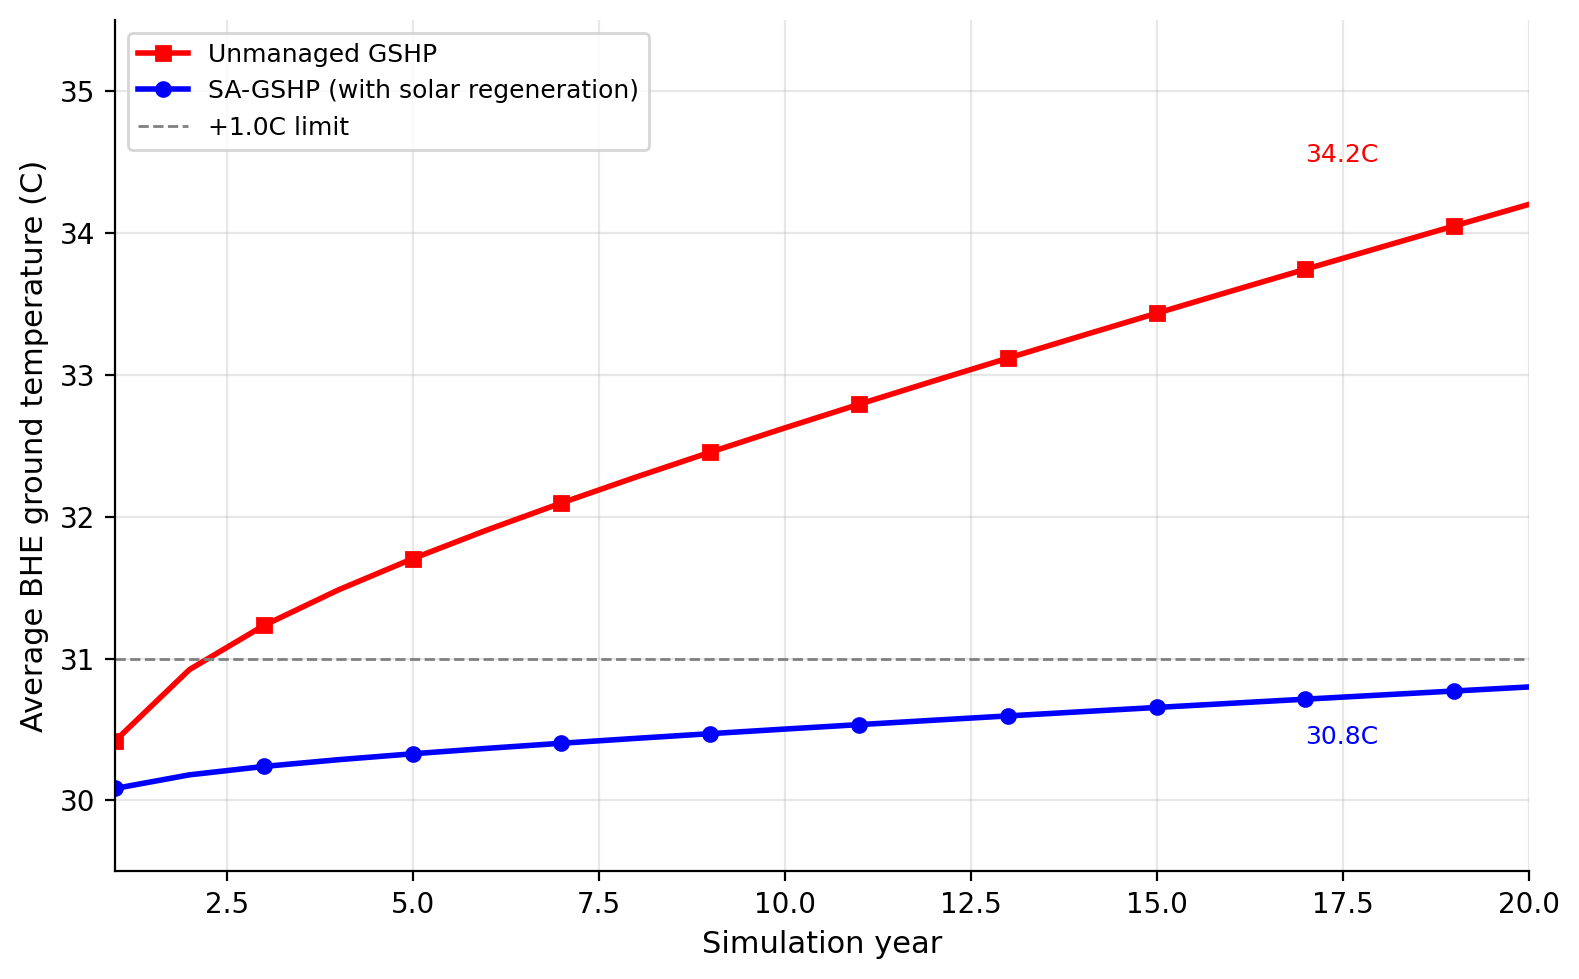 Unmanaged GSHP
SA-GSHP (with solar regeneration)
+1.0C limit
Average BHE ground temperature (C)
35
34
33
32
31
30
34.2C
30.8C
2.5
5.0
7.5
10.0
12.5
15.0
17.5
20.0
Simulation year